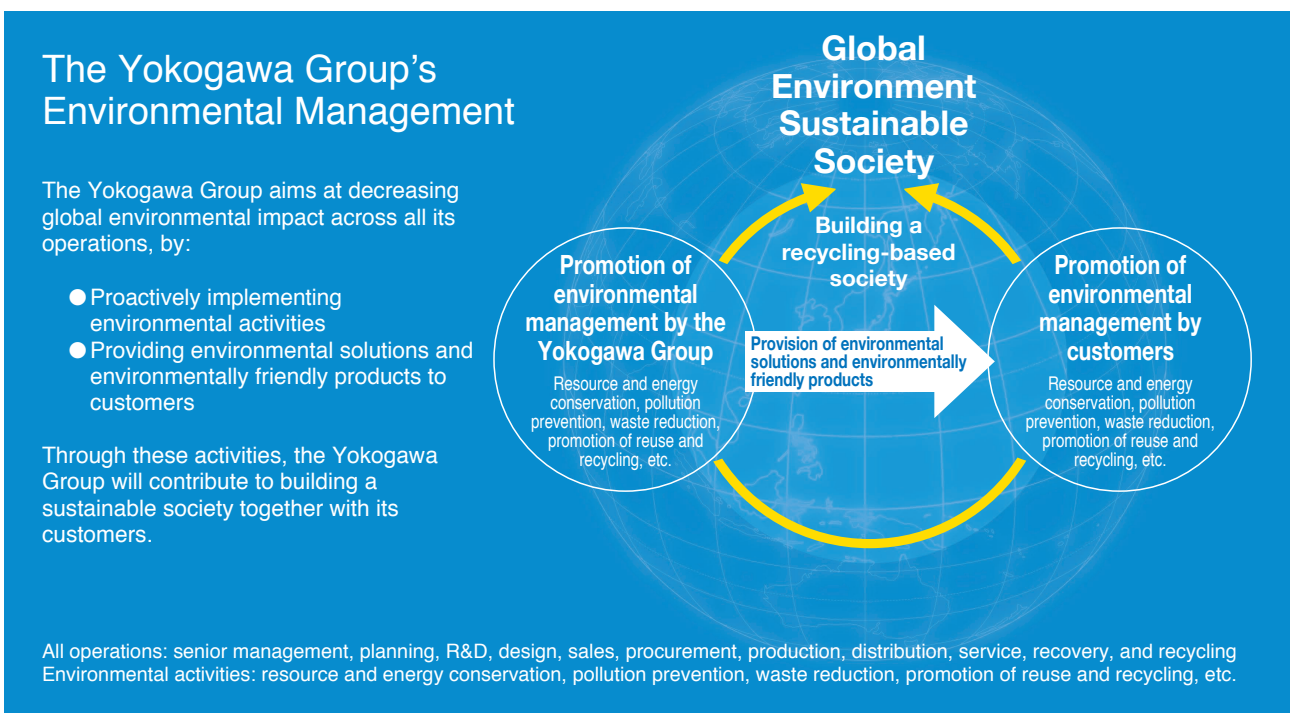 The Yokogawa Group's
Environmental Management
The Yokogawa Group aims at decreasing
global environmental impact across all its
operations, by:
● Proactively implementing
environmental activities
● Providing environmental solutions and
environmentally friendly products to
customers
Through these activities, the Yokogawa
Group will contribute to building a
sustainable society together with its
customers.
Global
Environment
Sustainable
Society
Building a
recycling-based
society
Promotion of
environmental
management by the
Yokogawa Group
Resource and energy
conservation, pollution
prevention, waste reduction,
promotion of reuse and
recycling, etc.
Provision of environmental
solutions and environmentally
friendly products
Promotion of
environmental
management by
customers
Resource and energy
conservation, pollution
prevention, waste reduction,
promotion of reuse and
recycling, etc.
All operations: senior management, planning, R&D, design, sales, procurement, production, distribution, service, recovery, and recycling
Environmental activities: resource and energy conservation, pollution prevention, waste reduction, promotion of reuse and recycling, etc.